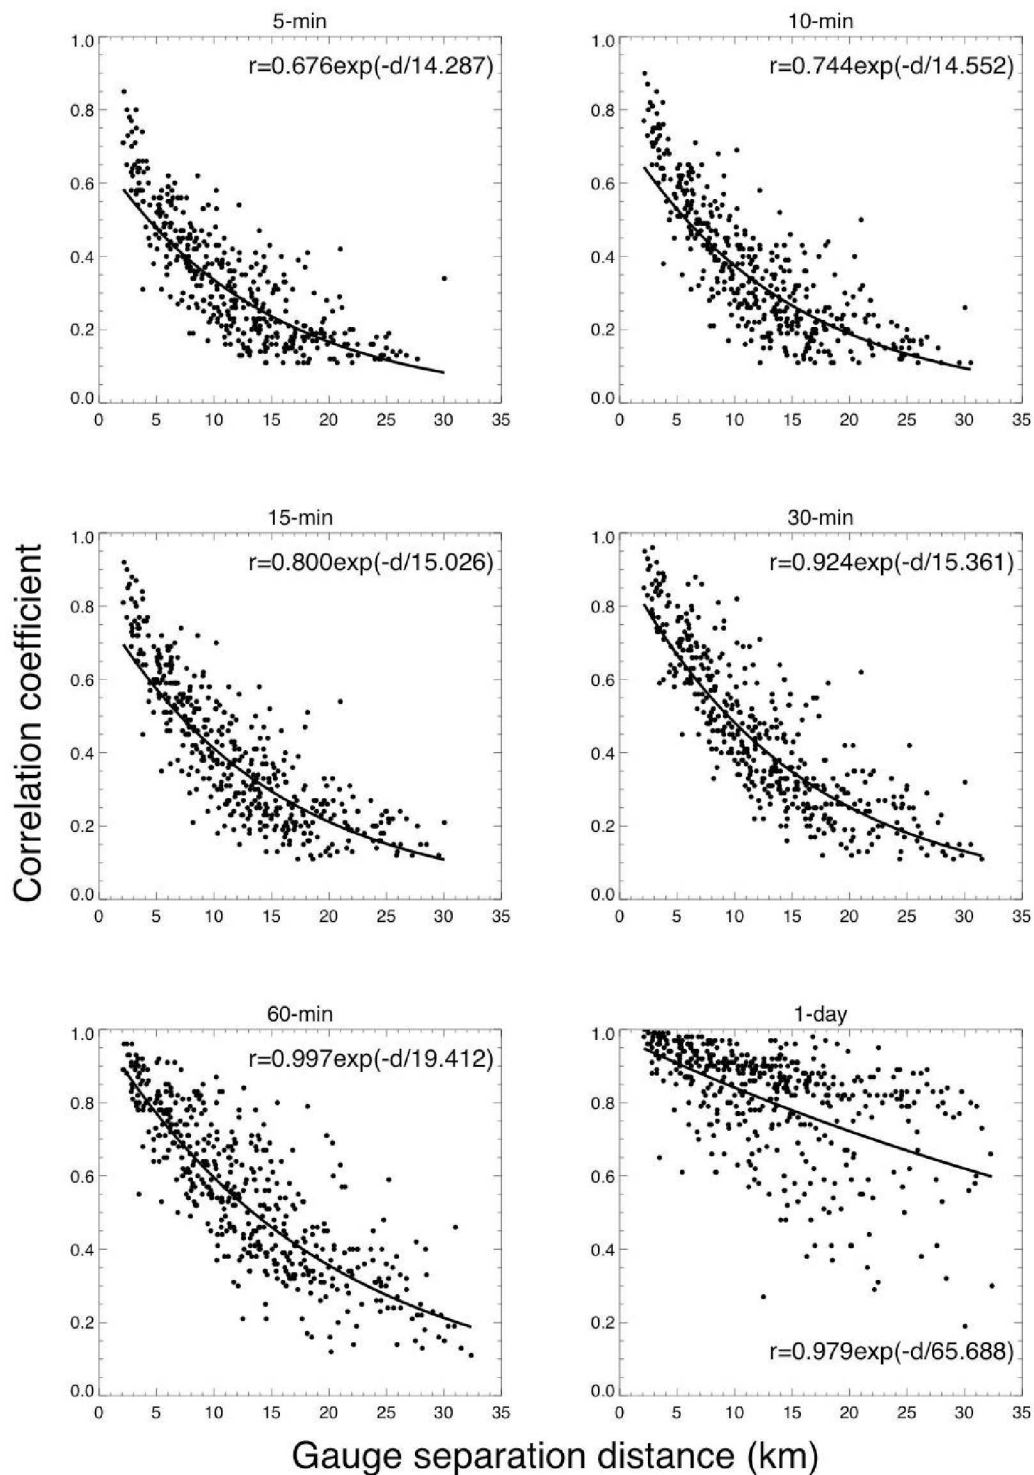 5-min
r=0.676exp(-d/14.287)
1.0
0.8
0.6
0.4
0.2
0.0
0 5 10 15 20 25 30 35
10-min
r=0.744exp(-d/14.552)
1.0
0.8
0.6
0.4
0.2
0.0
0 5 10 15 20 25 30 35
15-min
r=0.800exp(-d/15.026)
1.0
0.8
0.6
0.4
0.2
0.0
0 5 10 15 20 25 30 35
30-min
r=0.924exp(-d/15.361)
1.0
0.8
0.6
0.4
0.2
0.0
0 5 10 15 20 25 30 35
Correlation coefficient
60-min
r=0.997exp(-d/19.412)
1.0
0.8
0.6
0.4
0.2
0.0
0 5 10 15 20 25 30 35
1-day
1.0
0.8
0.6
0.4
0.2
0.0
r=0.979exp(-d/65.688)
0 5 10 15 20 25 30 35
Gauge separation distance (km)